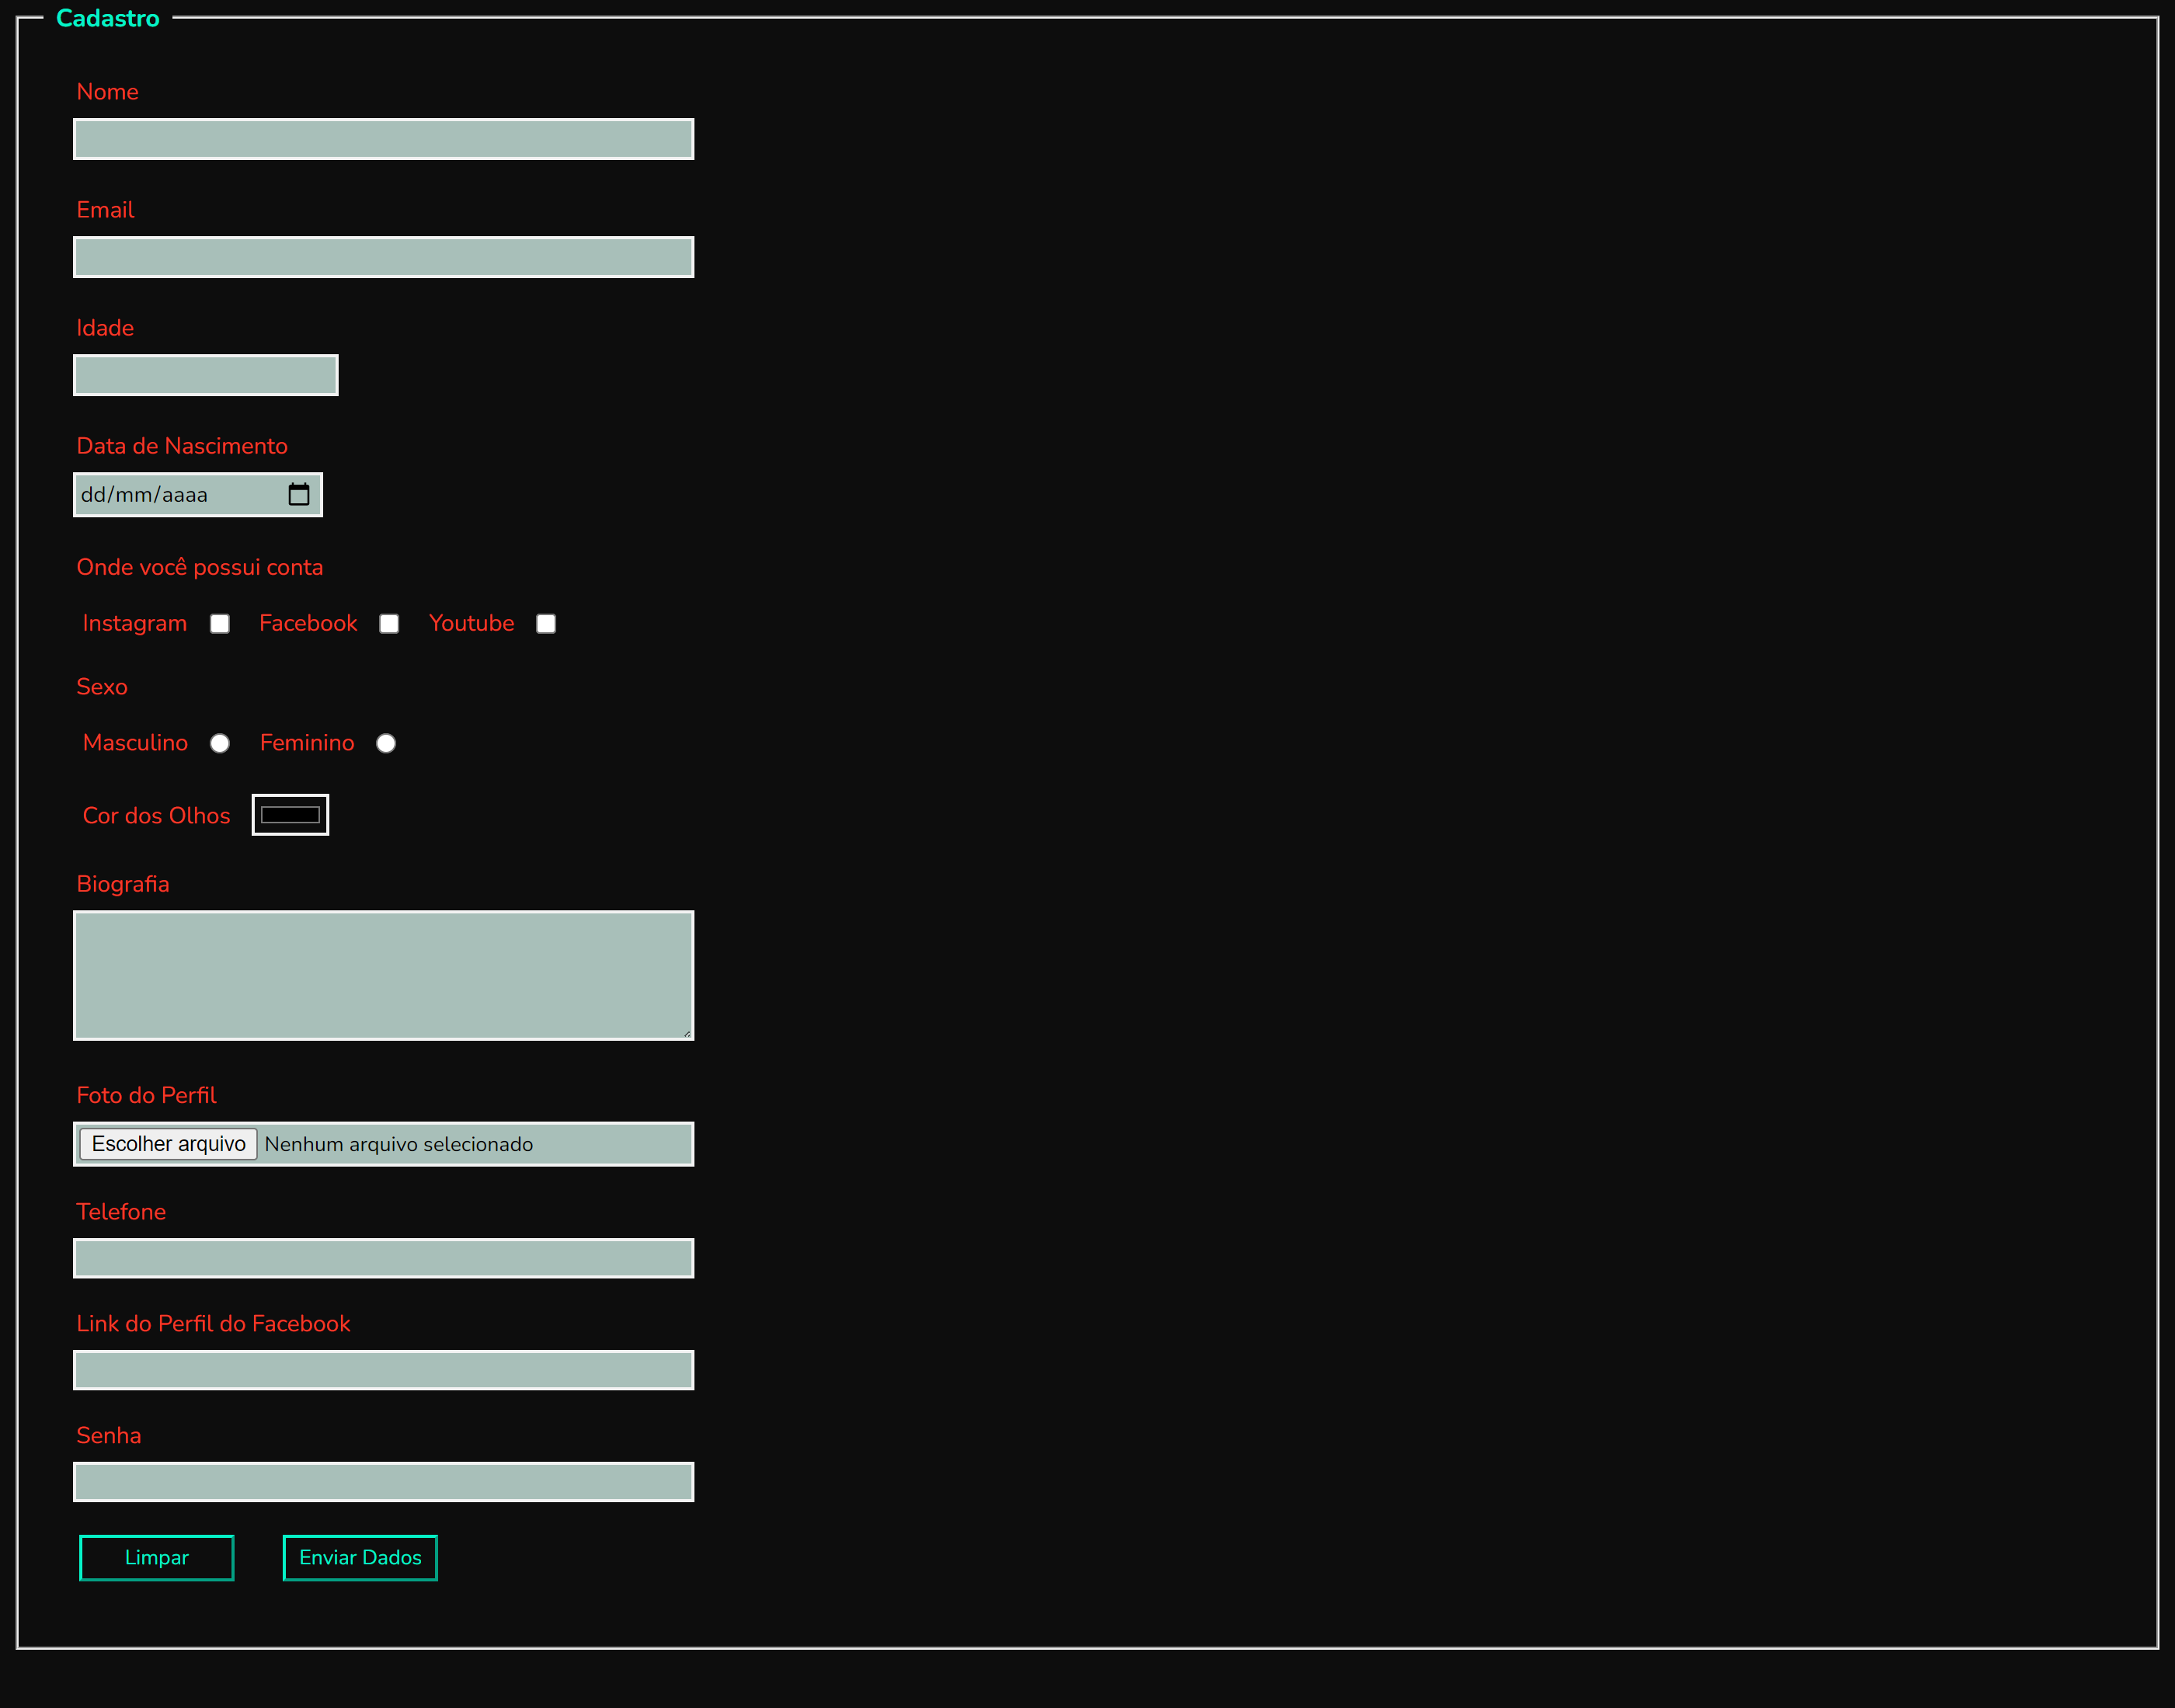 Cadastro
Nome
Email
Idade
Data de Nascimento
dd/mm/aaaa
Onde você possui conta
Instagram Facebook Youtube
Sexo
Masculino Feminino
Cor dos Olhos
Biografia
Foto do Perfil
Escolher arquivo Nenhum arquivo selecionado
Telefone
Link do Perfil do Facebook
Senha
Limpar Enviar Dados